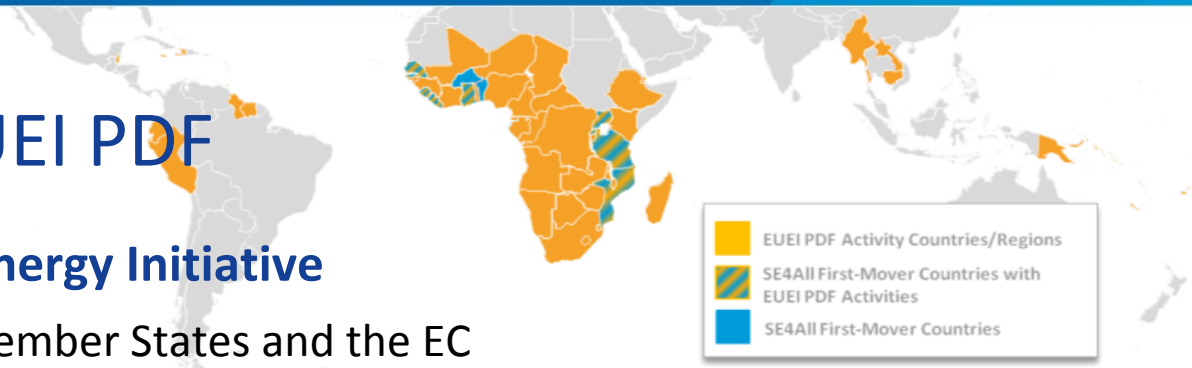 UEI PDF
nergy Initiative
ember States and the EC
EUEI PDF Activity Countries/Regions
SE4All First-Mover Countries with
EUEI PDF Activities
SE4All First-Mover Countries